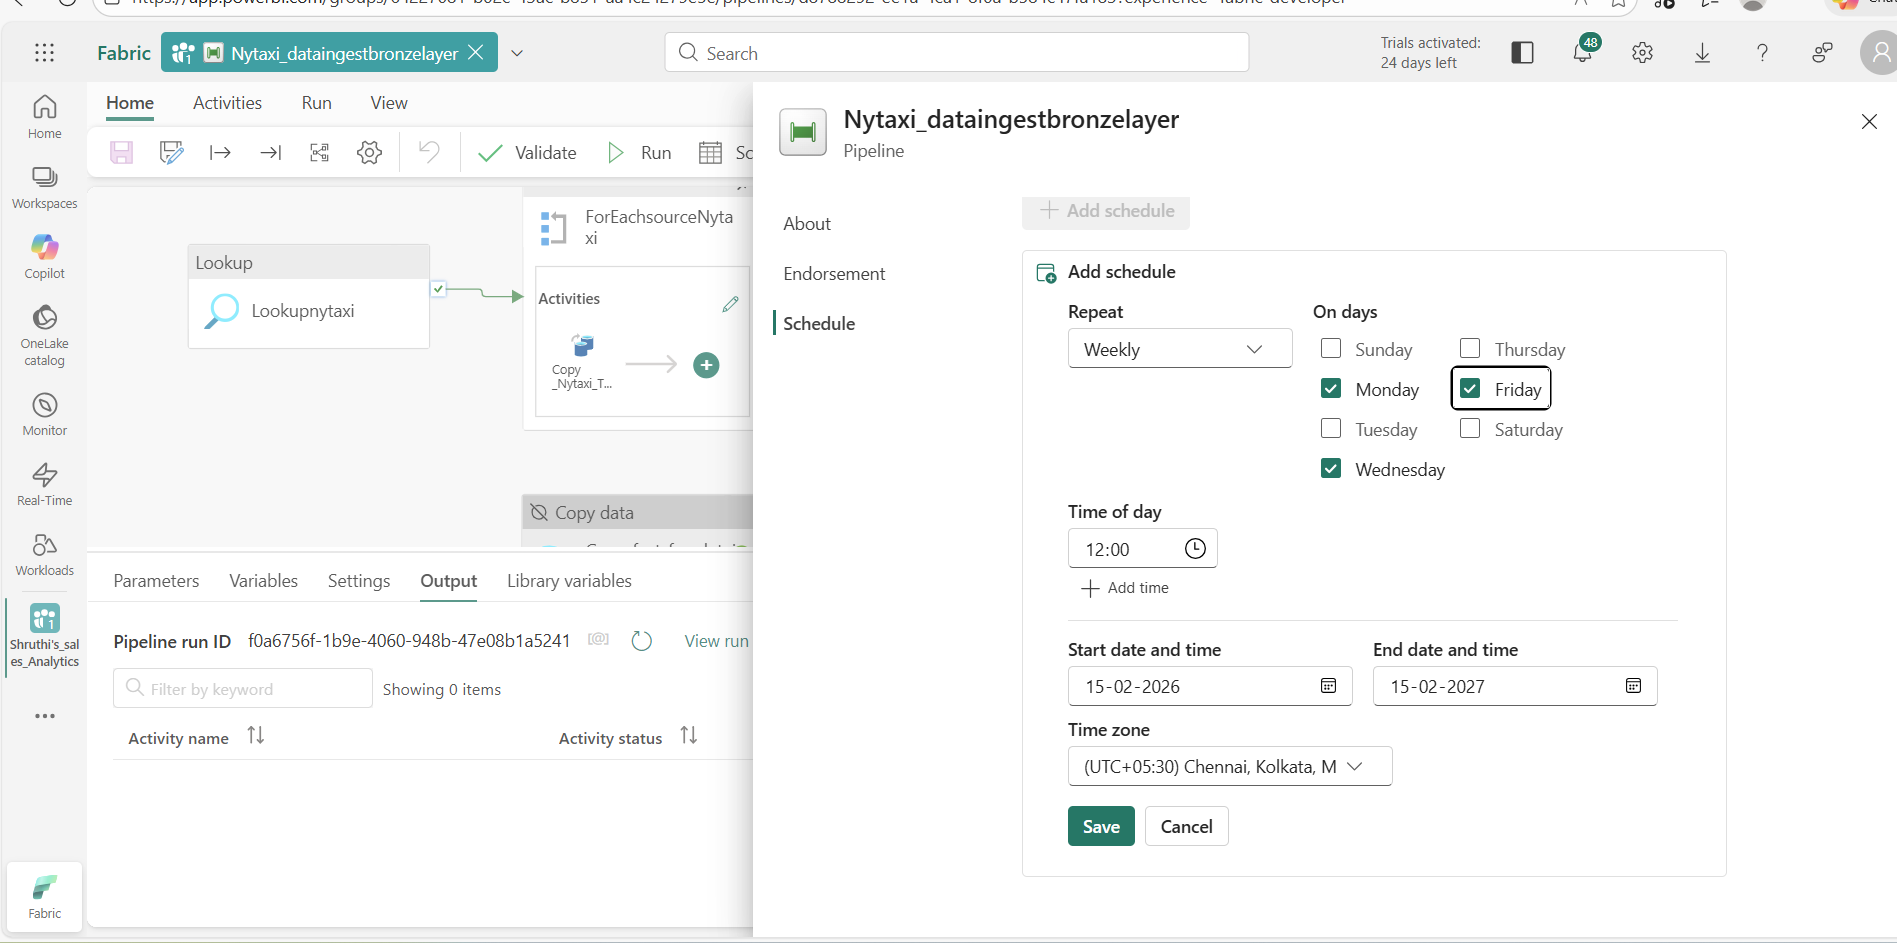 Fabric
Nytaxi_dataingestbronzelayer
Search
Trials activated:
24 days left
48
Home
Workspaces
Copilot
OneLake
catalog
Monitor
Real-Time
Workloads
Shruthi's_sal
es_Analytics
Fabric
Home Activities Run View
Validate Run
Lookup
Lookupnytaxi
ForEachsourceNyta
xi
Activities
Copy
_Nytaxi_T...
Copy data
Parameters Variables Settings Output Library variables
Pipeline run ID f0a6756f-1b9e-4060-948b-47e08b1a5241 View run
Filter by keyword Showing 0 items
Activity name Activity status
Nytaxi_dataingestbronzelayer
Pipeline
About
Endorsement
Schedule
Add schedule
Add schedule
Repeat
Weekly
On days
Sunday Thursday
Monday Friday
Tuesday Saturday
Wednesday
Time of day
12:00
Add time
Start date and time End date and time
15-02-2026 15-02-2027
Time zone
(UTC+05:30) Chennai, Kolkata, M
Save Cancel